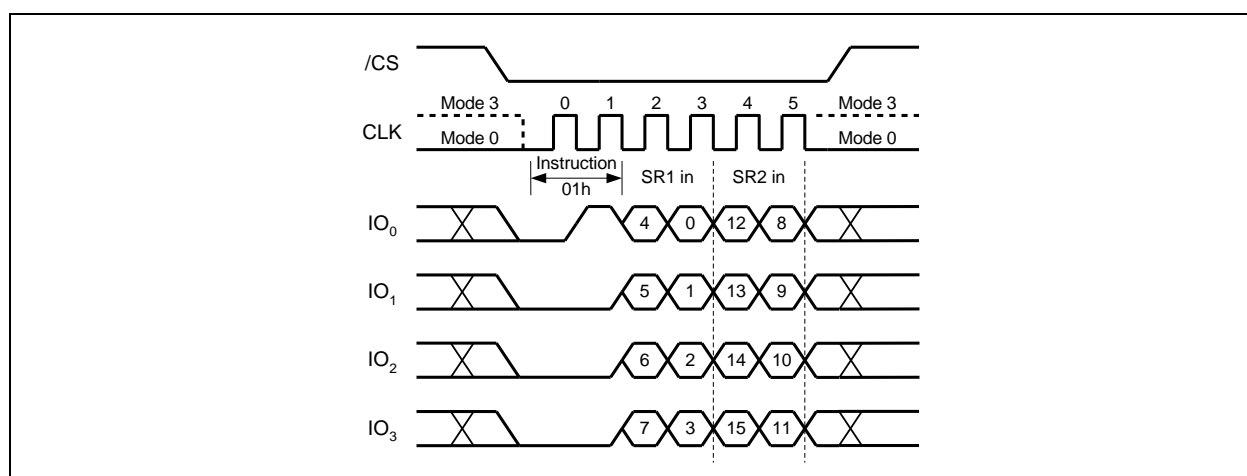 /CS
Mode 3 0 1 2 3 4 5 Mode 3
CLK
Mode 0 Mode 0
Instruction SR1 in SR2 in
01h
IO0 4 0 12 8
IO1 5 1 13 9
IO2 6 2 14 10
IO3 7 3 15 11